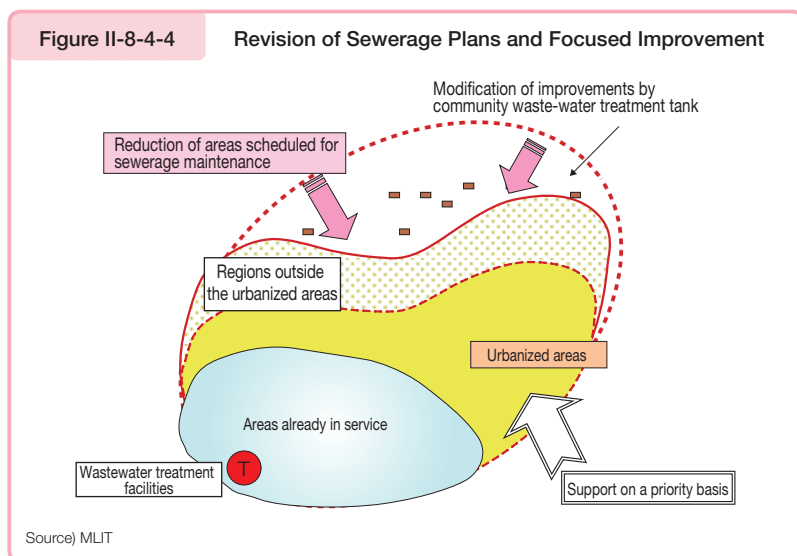 Figure II-8-4-4
Revision of Sewerage Plans and Focused Improvement
Modification of improvements by
community waste-water treatment tank
Reduction of areas scheduled for
sewerage maintenance
Regions outside
the urbanized areas
Urbanized areas
Areas already in service
T
Wastewater treatment
facilities
Support on a priority basis
Source) MLIT